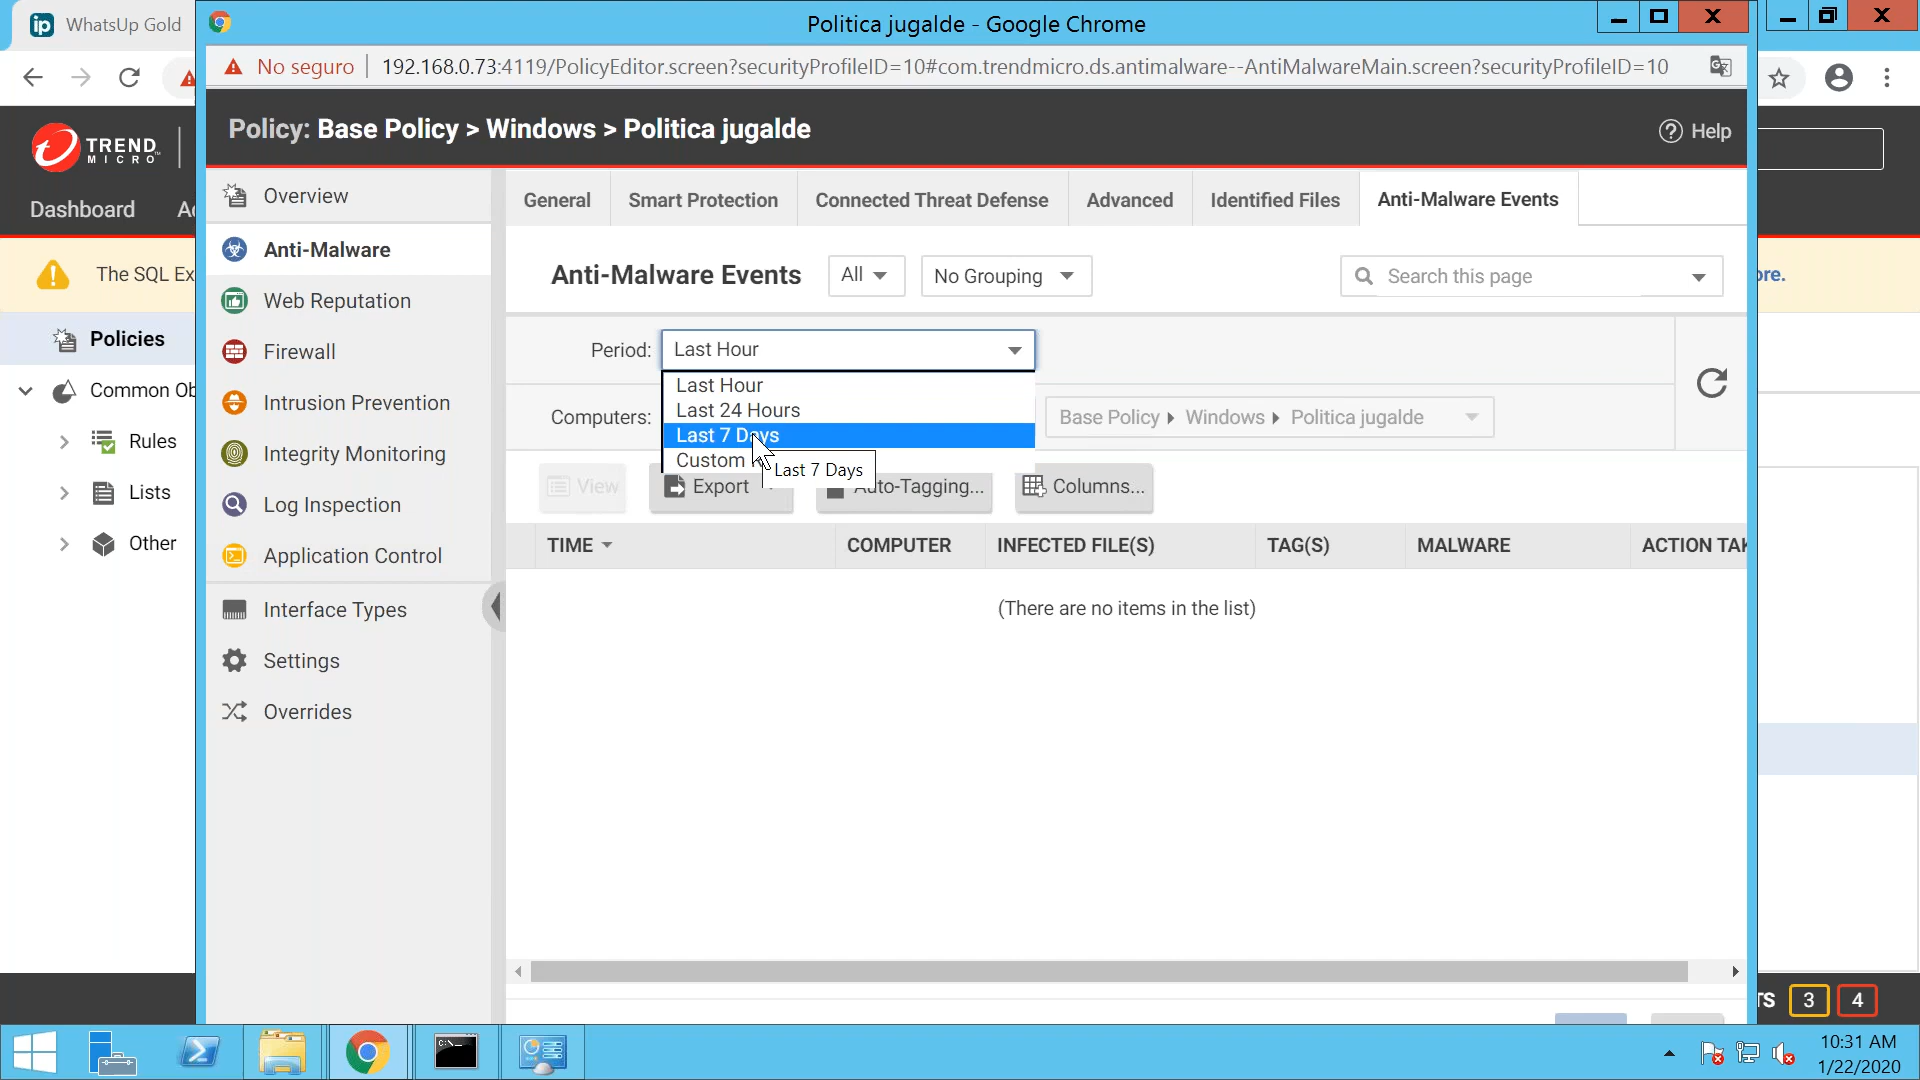 WhatsUp Gold
Politica jugalde - Google Chrome
No seguro
192.168.0.73:4119/PolicyEditor.screen?securityProfileID=10#com.trendmicro.ds.antimalware--AntiMalwareMain.screen?securityProfileID=10
TREND MICRO
Policy: Base Policy > Windows > Politica jugalde
Help
Dashboard
The SQL Ex
ore.
Policies
Common Ob
Rules
Lists
Other
Overview
Anti-Malware
Web Reputation
Firewall
Intrusion Prevention
Integrity Monitoring
Log Inspection
Application Control
Interface Types
Settings
Overrides
General
Smart Protection
Connected Threat Defense
Advanced
Identified Files
Anti-Malware Events
Anti-Malware Events
All
No Grouping
Search this page
Period:
Last Hour
Last Hour
Last 24 Hours
Last 7 Days
Custom
Last 7 Days
Computers:
Base Policy
Windows
Politica jugalde
View
Export
Auto-Tagging...
Columns...
TIME
COMPUTER
INFECTED FILE(S)
TAG(S)
MALWARE
ACTION TAK
(There are no items in the list)
TS
3
4
10:31 AM
1/22/2020